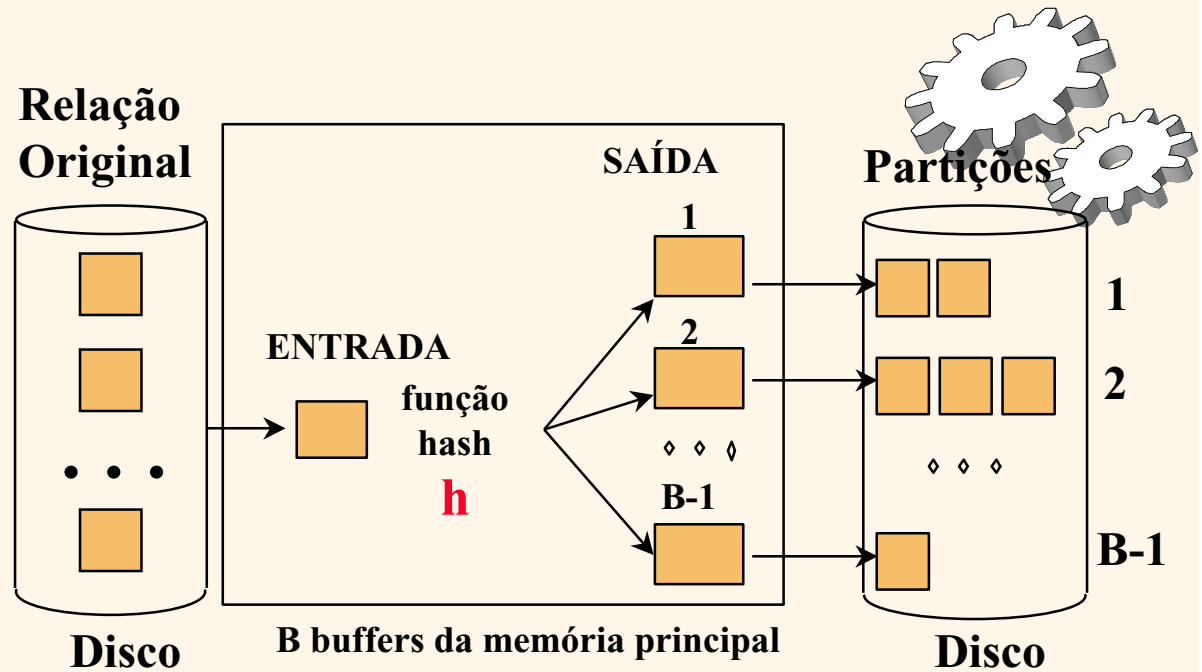 Relação
Original
Disco
ENTRADA
função
hash
h
SAÍDA
1
2
B-1
B buffers da memória principal
Partições
1
2
B-1
Disco